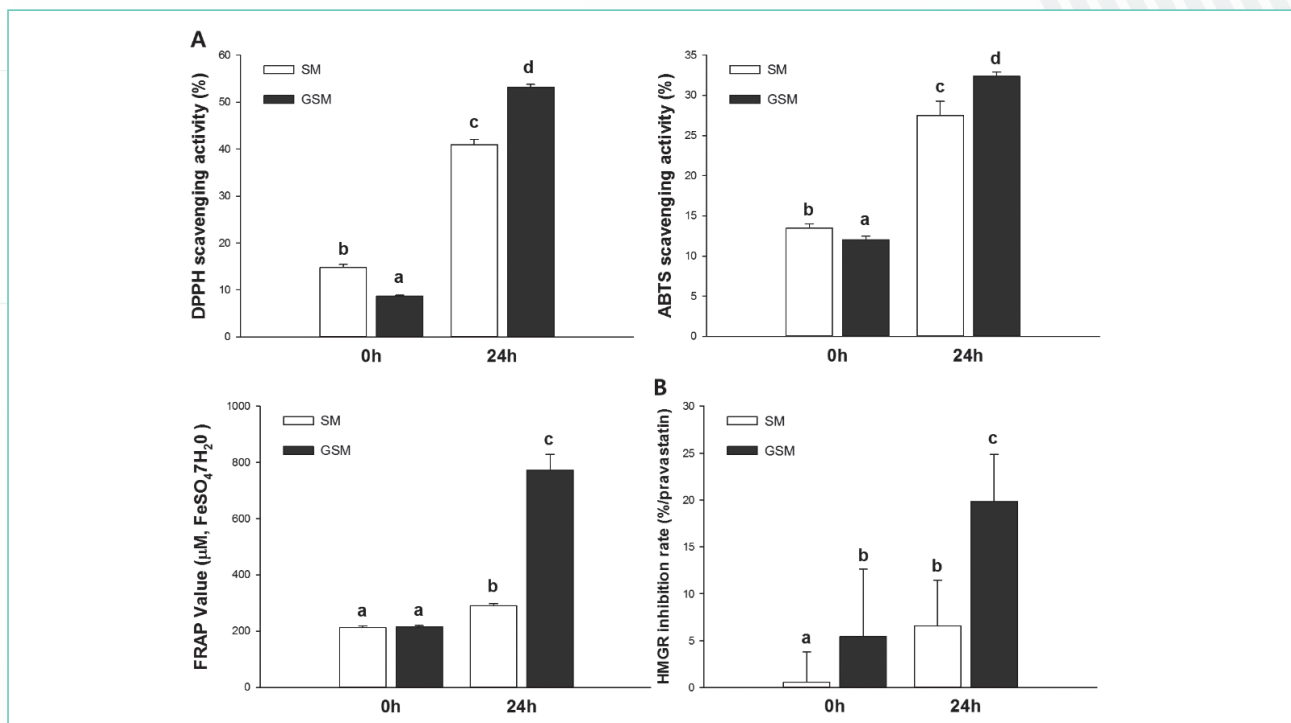 A
DPPH scavenging activity (%)
60
50
40
30
20
10
0
SM
GSM
b
a
c
d
0h
24h
ABTS scavenging activity (%)
35
30
25
20
15
10
5
0
SM
GSM
b
a
c
d
0h
24h
FRAP Value (μM, FeSO₄7H₂0 )
1000
800
600
400
200
0
SM
GSM
a
a
b
c
0h
24h
B
HMGR inhibition rate (%/pravastatin)
30
25
20
15
10
5
0
SM
GSM
a
b
b
c
0h
24h